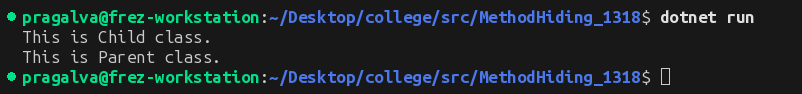 pragalva@frez-workstation:~/Desktop/college/src/MethodHiding_1318$ dotnet run
This is Child class.
This is Parent class.
pragalva@frez-workstation:~/Desktop/college/src/MethodHiding_1318$